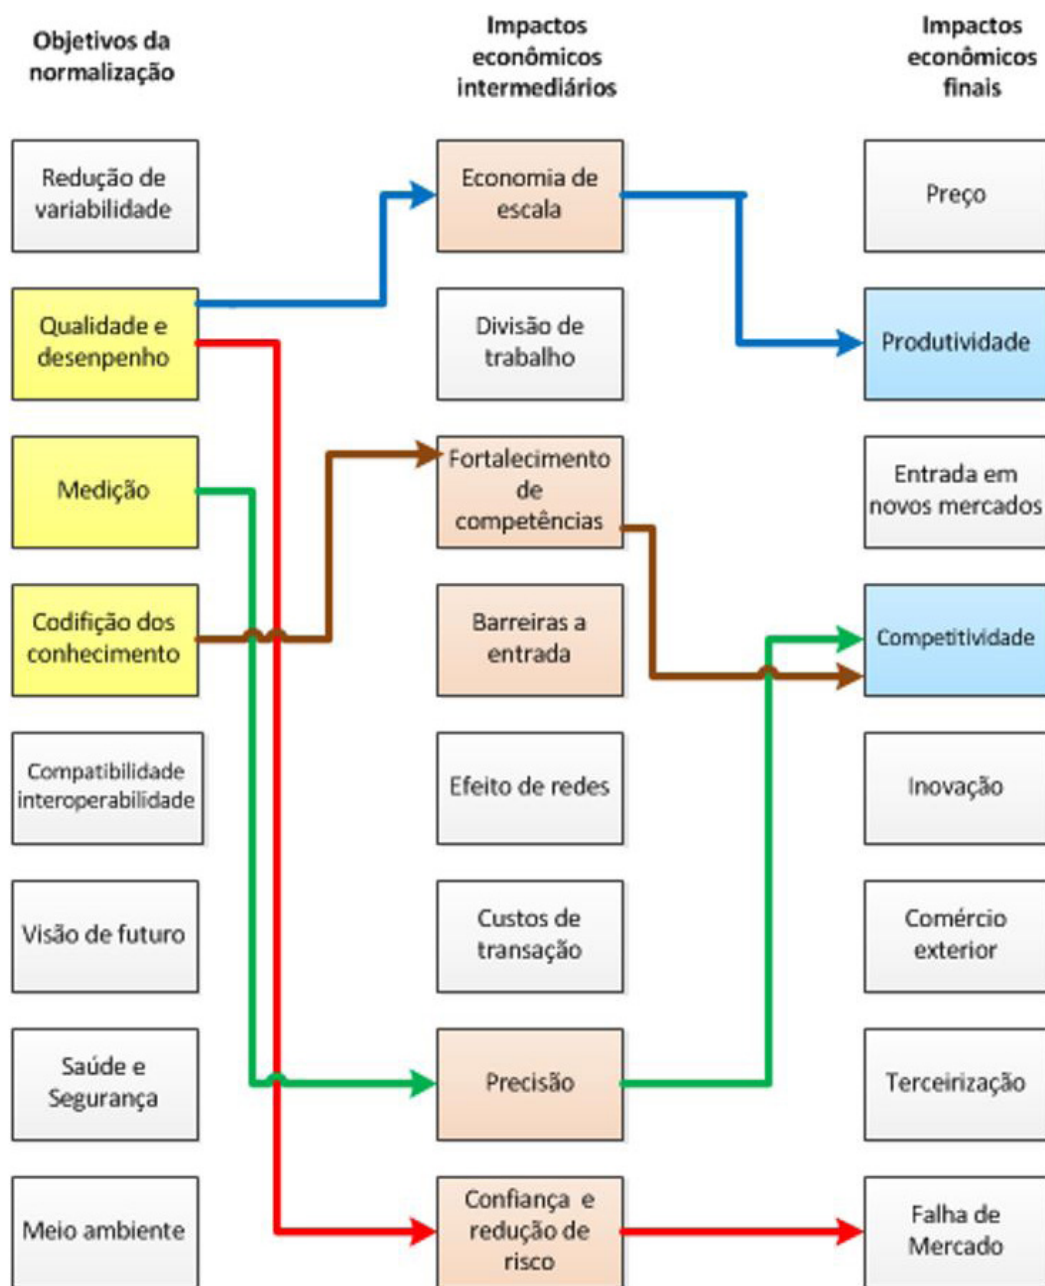 Objetivos da
normalização
Impactos
econômicos
intermediários
Impactos
econômicos
finais
Redução de
variabilidade
Economia de
escala
Preço
Qualidade e
desenpenho
Divisão de
trabalho
Produtividade
Medição
Fortalecimento
de
competências
Entrada em
novos mercados
Codifição dos
conhecimento
Barreiras a
entrada
Competitividade
Compatibilidade
interoperabilidade
Efeito de redes
Inovação
Visão de futuro
Custos de
transação
Comércio
exterior
Saúde e
Segurança
Precisão
Terceirização
Meio ambiente
Confiança e
redução de
risco
Falha de
Mercado